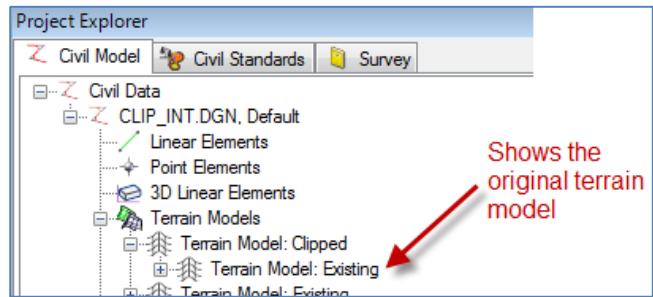 Project Explorer
Civil Model Civil Standards Survey
Civil Data
CLIP_INT.DGN, Default
Linear Elements
Point Elements
3D Linear Elements
Terrain Models
Terrain Model: Clipped
Terrain Model: Existing
Terrain Model: Existing
Shows the
original terrain
model